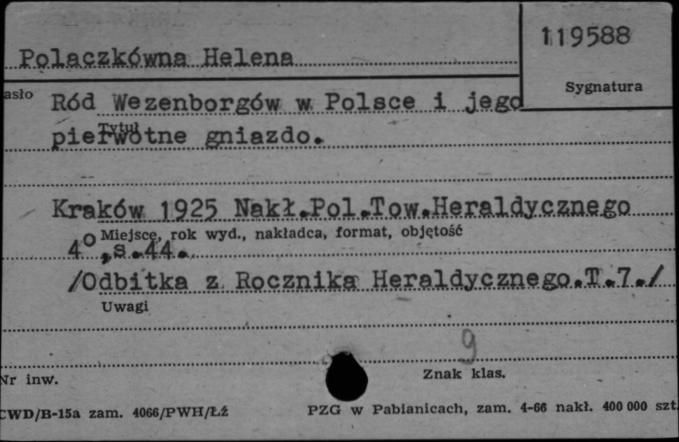 119588
Polaczkówna Helena
Sygnatura
asło
Ród Wezenborgów w Polsce i jego
Tytuł
pierwotne gniazdo.
Kraków 1925 Nakł.Pol.Tow.Heraldycznego
Miejsce, rok wyd., nakładca, format, objętość
4°,s.44.
/Odbitka z Rocznika Heraldycznego.T.7./
Uwagi
9
Nr inw.
Znak klas.
CWD/B-15a zam. 4066/PWH/Łź
PZG w Pabianicach, zam. 4-66 nakł. 400 000 szt.